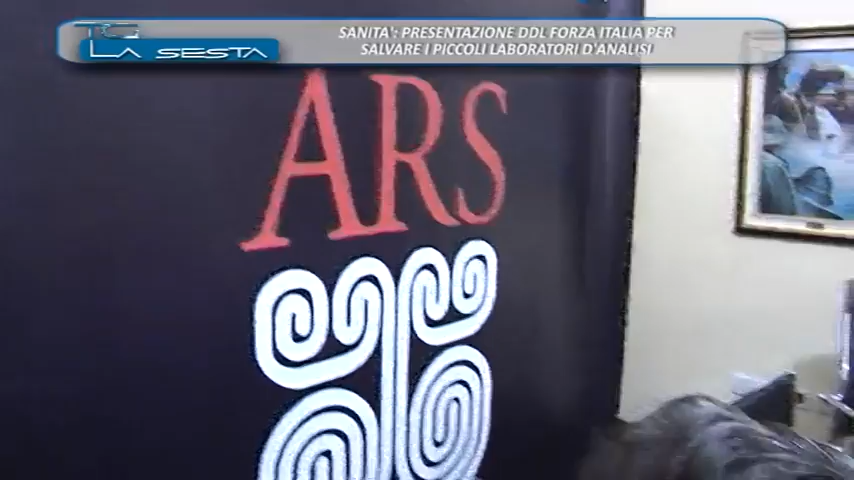 TG
LA SESTA
SANITA': PRESENTAZIONE DDL FORZA ITALIA PER
SALVARE I PICCOLI LABORATORI D'ANALISI
ARS